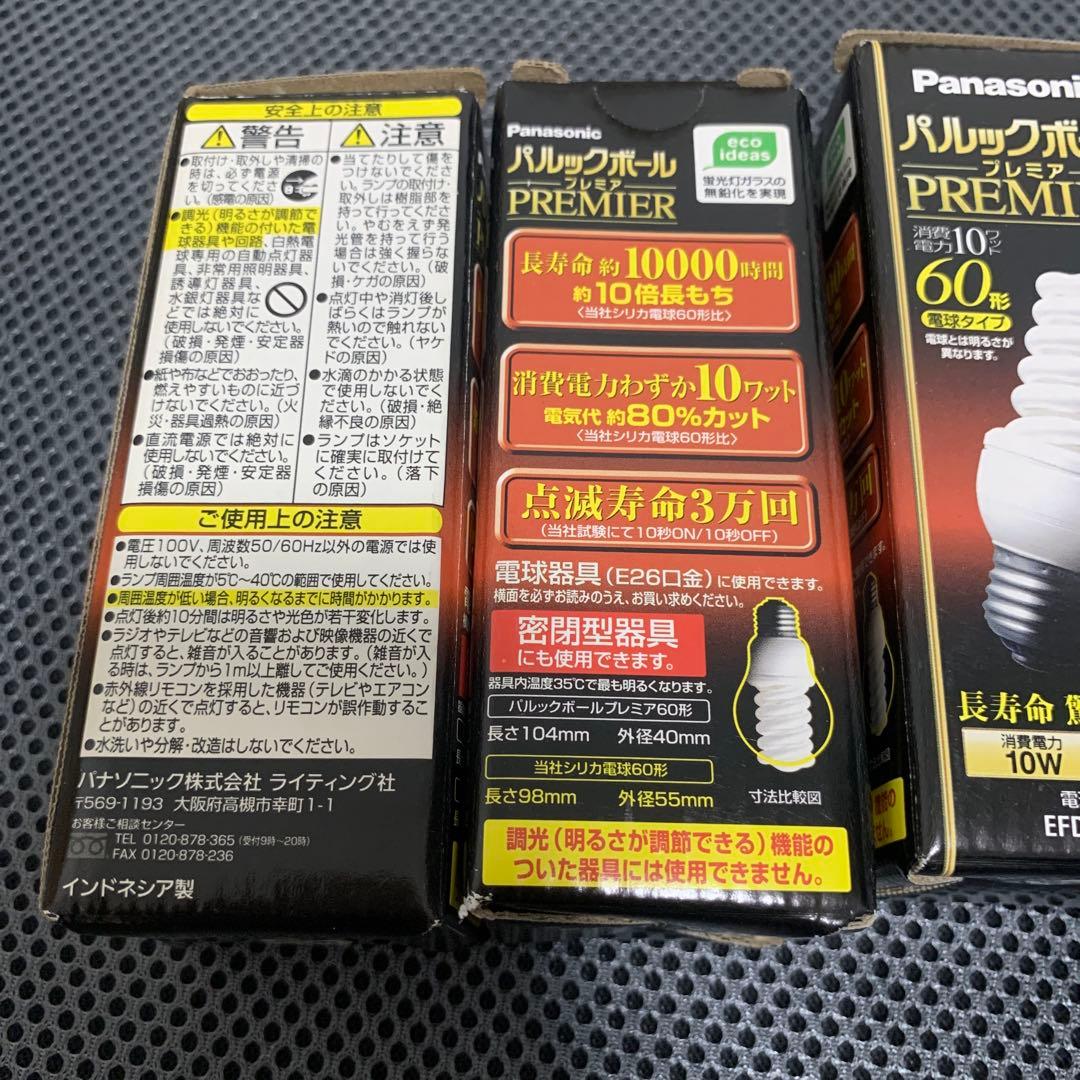 安全上の注意
警告
●取付け・取外しや清掃の
時は、必ず電源
を切ってくださ
い。(感電の原因)
●調光(明るさが調節で
きる)機能の付いた電
球器具や回路、白熱電
球専用の自動点灯器
具、非常用照明器具、
誘導灯器具、
水銀灯器具な
どでは絶対に
使用しないでください。
(破損・発煙・安定器
損傷の原因)
●紙や布などでおおったり、
燃えやすいものに近づ
けないでください。(火
災・器具過熱の原因)
●直流電源では絶対に
使用しないでください。
(破損・発煙・安定器
損傷の原因)
注意
●当てたりして傷を
つけないでくださ
い。ランプの取付け・
取外しは樹脂部を
持って行ってくださ
い。やむをえず発
光管を持って行う
場合は強く握らな
いでください。(破
損・ケガの原因)
●点灯中や消灯後し
ばらくはランプが
熱いので触れない
でください。(ヤケ
ドの原因)
●水滴のかかる状態
で使用しないでく
ださい。(破損・絶
縁不良の原因)
●ランプはソケット
に確実に取付けて
ください。(落下
の原因)
ご使用上の注意
●電圧100V、周波数50/60Hz以外の電源では使
用しないでください。
●ランプ周囲温度が5℃〜40℃の範囲で使用してください。
●周囲温度が低い場合、明るくなるまでに時間がかかります。
●点灯後約10分間は明るさや光色が若干変化します。
●ラジオやテレビなどの音響および映像機器の近くで
点灯すると、雑音が入ることがあります。(雑音が入
る時は、ランプから1m以上離してご使用ください。)
●赤外線リモコンを採用した機器(テレビやエアコン
など)の近くで点灯すると、リモコンが誤作動するこ
とがあります。
●水洗いや分解・改造はしないでください。
パナソニック株式会社 ライティング社
〒569-1193 大阪府高槻市幸町1-1
お客様ご相談センター
TEL 0120-878-365(受付9時〜20時)
FAX 0120-878-236
インドネシア製
Panasonic
パルックボール
プレミア
PREMIER
eco
ideas
蛍光灯ガラスの
無鉛化を実現
長寿命 約10000時間
約10倍長もち
〈当社シリカ電球60形比〉
消費電力わずか10ワット
電気代 約80%カット
〈当社シリカ電球60形比〉
点滅寿命3万回
(当社試験にて10秒ON/10秒OFF)
電球器具(E26口金)に使用できます。
横面を必ずお読みのうえ、お買い求めください。
密閉型器具
にも使用できます。
器具内温度35℃で最も明るくなります。
パルックボールプレミア60形
長さ104mm 外径40mm
当社シリカ電球60形
長さ98mm 外径55mm
寸法比較図
調光(明るさが調節できる)機能の
ついた器具には使用できません。
Panasoni
パルックボ
プレミア
PREMI
消費
電力10ワット
60形
電球タイプ
電球とは明るさが
異なります。
長寿命
消費電力
10W
電
EFD